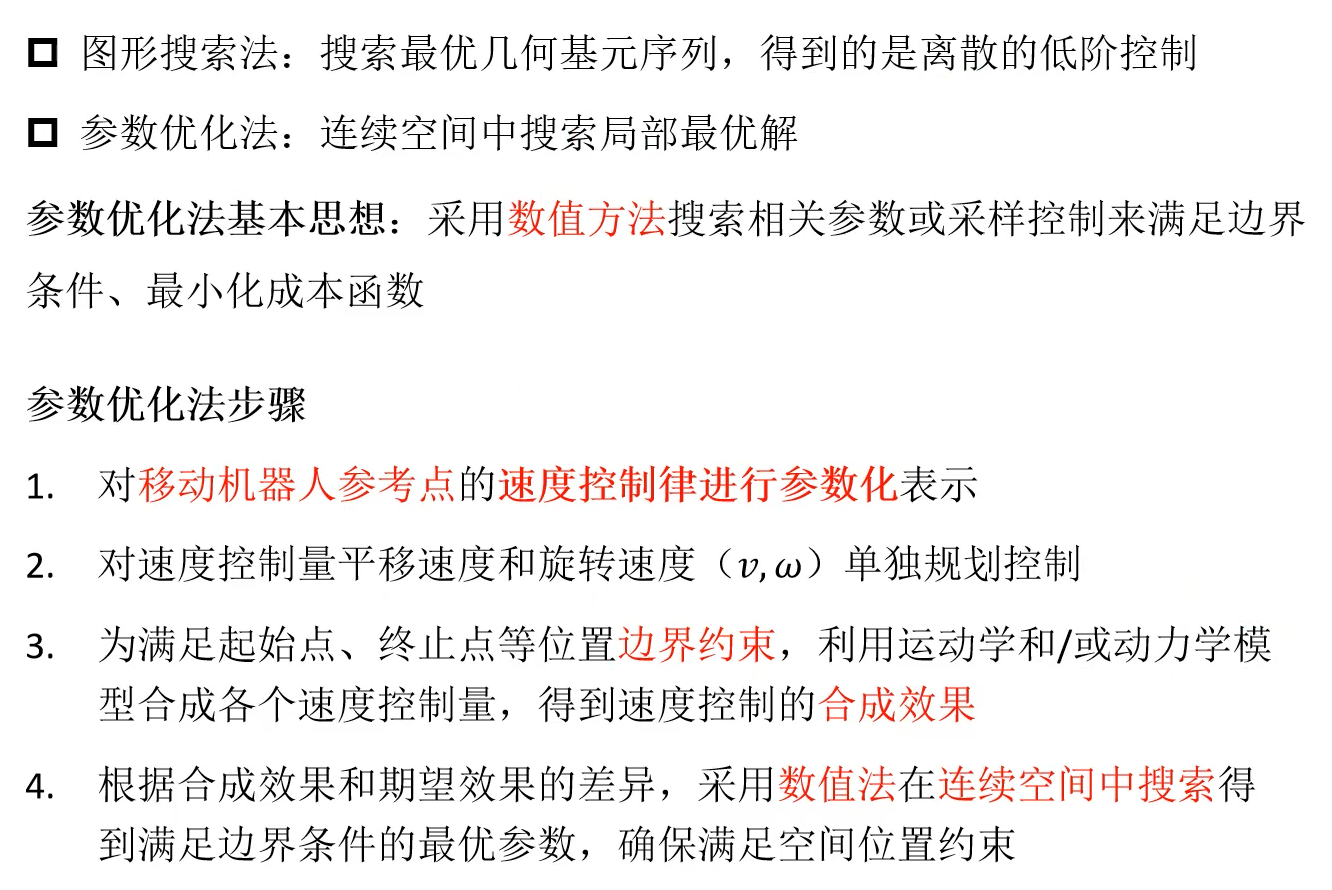 图形搜索法：搜索最优几何基元序列，得到的是离散的低阶控制
参数优化法：连续空间中搜索局部最优解
参数优化法基本思想：采用数值方法搜索相关参数或采样控制来满足边界
条件、最小化成本函数
参数优化法步骤
1. 对移动机器人参考点的速度控制律进行参数化表示
2. 对速度控制量平移速度和旋转速度（v, ω）单独规划控制
3. 为满足起始点、终止点等位置边界约束，利用运动学和/或动力学模
型合成各个速度控制量，得到速度控制的合成效果
4. 根据合成效果和期望效果的差异，采用数值法在连续空间中搜索得
到满足边界条件的最优参数，确保满足空间位置约束